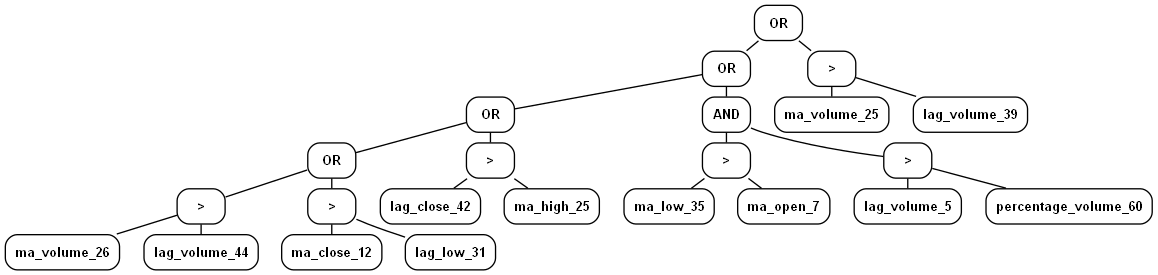 OR
OR
>
OR
AND
ma_volume_25
lag_volume_39
OR
>
>
>
>
>
lag_close_42
ma_high_25
ma_low_35
ma_open_7
lag_volume_5
percentage_volume_60
ma_volume_26
lag_volume_44
ma_close_12
lag_low_31